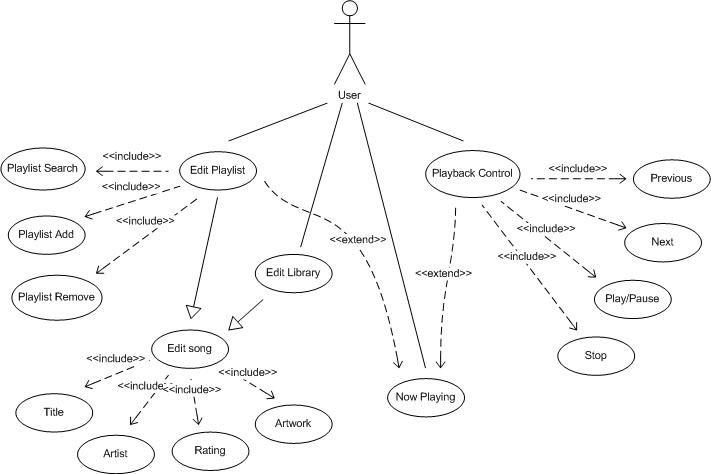 User
<<include>>
Playlist Search
Edit Playlist
Playback Control
<<include>>
Previous
<<include>>
<<include>>
<<include>>
Playlist Add
<<include>>
Next
<<extend>>
<<include>>
Edit Library
<<extend>>
Playlist Remove
Play/Pause
Edit song
Stop
<<include>>
<<include>>
<<include>>
<<include>>
Title
Now Playing
Artwork
Artist
Rating